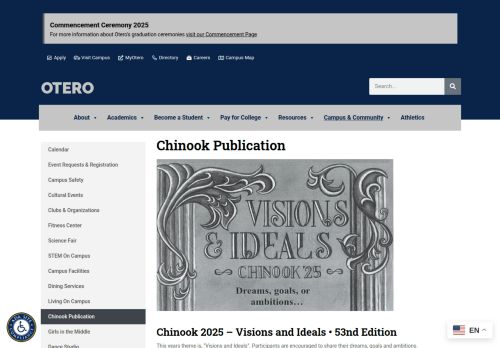 Commencement Ceremony 2025
For more information about Otero's graduation ceremonies visit our Commencement Page
Apply Visit Campus MyOtero Directory Careers Campus Map
OTERO
Search...
About Academics Become a Student Pay for College Resources Campus & Community Athletics
Calendar
Event Requests & Registration
Campus Safety
Cultural Events
Clubs & Organizations
Fitness Center
Science Fair
STEM On Campus
Campus Facilities
Dining Services
Living On Campus
Chinook Publication
Girls in the Middle
Dance Studio
Chinook Publication
VISIONS
& IDEALS
CHINOOK '25
Dreams, goals, or
ambitions...
Chinook 2025 – Visions and Ideals • 53nd Edition
This years theme is, "Visions and Ideals". Participants are encouraged to share their dreams, goals and ambitions.
EN